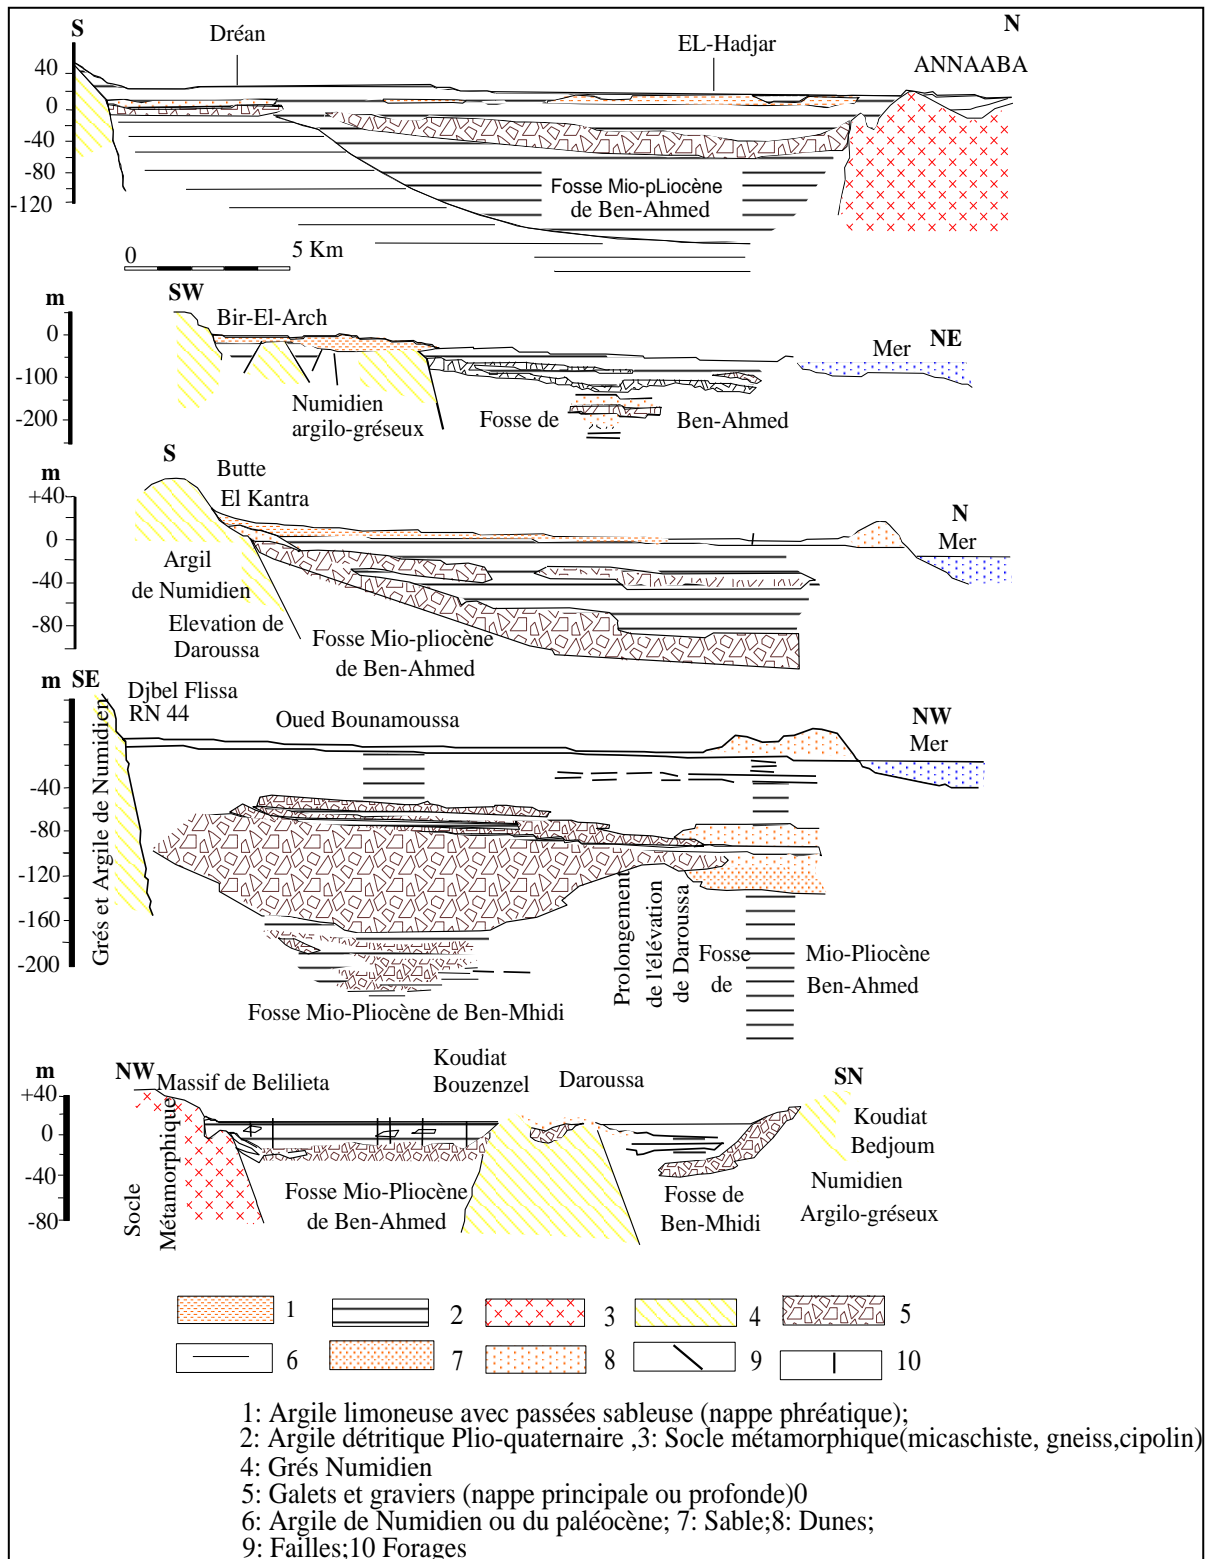 S
Dréan
EL-Hadjar
N
ANNAABA
40
0
-40
-80
-120
Fosse Mio-pLiocène
de Ben-Ahmed
0
5 Km
m
SW
Bir-El-Arch
NE
Mer
0
-100
-200
Numidien
argilo-gréseux
Fosse de
Ben-Ahmed
m
S
Butte
El Kantra
N
Mer
+40
0
-40
-80
Argil
de Numidien
Elevation de
Daroussa
Fosse Mio-pliocène
de Ben-Ahmed
m
SE
Djbel Flissa
RN 44
Oued Bounamoussa
NW
Mer
-40
-80
-120
-160
-200
Grés et Argile de Numidien
Prolongement
de l'élévation
de Daroussa
Fosse
de
Mio-Pliocène
Ben-Ahmed
Fosse Mio-Pliocène de Ben-Mhidi
m
NW
Massif de Belilieta
Koudiat
Bouzenzel
Daroussa
SN
Koudiat
Bedjoum
+40
0
-40
-80
Socle
Métamorphique
Fosse Mio-Pliocène
de Ben-Ahmed
Fosse de
Ben-Mhidi
Numidien
Argilo-gréseux
1
2
3
4
5
6
7
8
9
10
1: Argile limoneuse avec passées sableuse (nappe phréatique);
2: Argile détritique Plio-quaternaire ,3: Socle métamorphique(micaschiste, gneiss,cipolin)
4: Grés Numidien
5: Galets et graviers (nappe principale ou profonde)0
6: Argile de Numidien ou du paléocène; 7: Sable;8: Dunes;
9: Failles;10 Forages